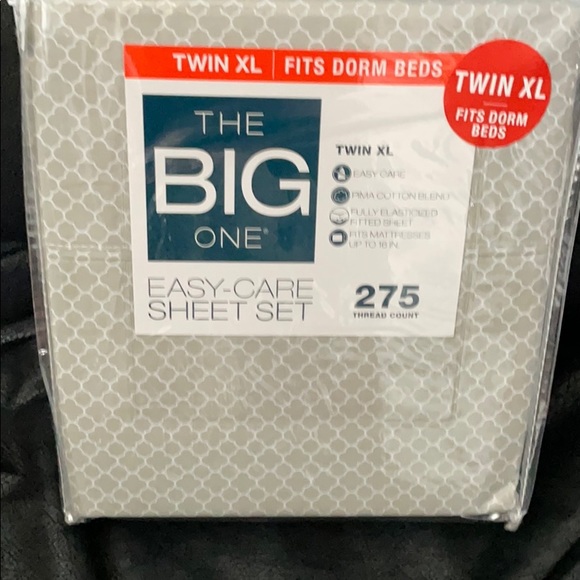 TWIN XL | FITS DORM BEDS
TWIN XL
FITS DORM
BEDS
THE
BIG
ONE®
EASY-CARE
SHEET SET
TWIN XL
EASY CARE
PIMA COTTON BLEND
FULLY ELASTICIZED
FITTED SHEET
FITS MATTRESSES
UP TO 16 IN.
275
THREAD COUNT